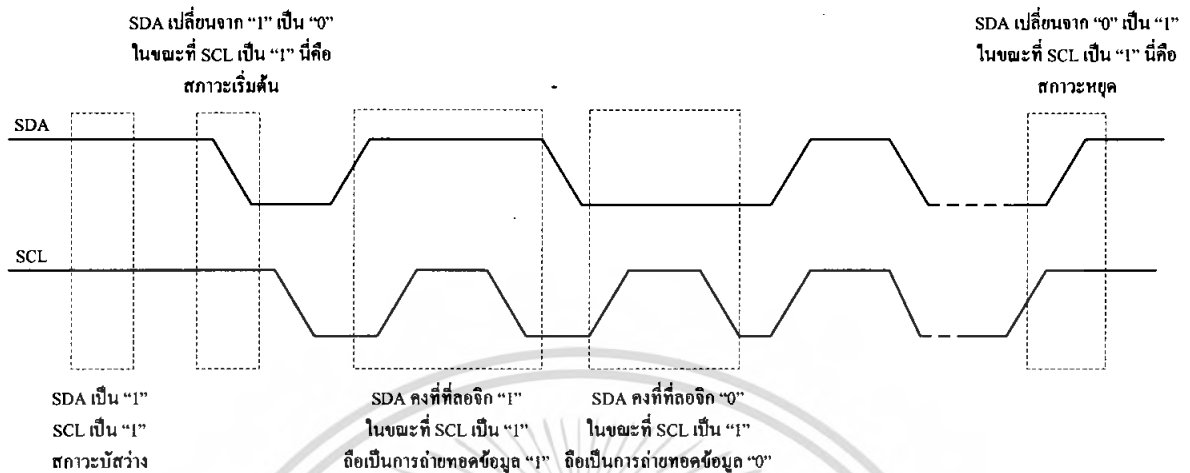 SDA เปลี่ยนจาก “1” เป็น “0”
ในขณะที่ SCL เป็น “1” นี่คือ
สภาวะเริ่มต้น
SDA เปลี่ยนจาก “0” เป็น “1”
ในขณะที่ SCL เป็น “1” นี่คือ
สภาวะหยุด
SDA
SCL
SDA เป็น “1”
SCL เป็น “1”
สภาวะบัสว่าง
SDA คงที่ที่ลอจิก “1”
ในขณะที่ SCL เป็น “1”
ถือเป็นการถ่ายทอดข้อมูล “1”
SDA คงที่ที่ลอจิก “0”
ในขณะที่ SCL เป็น “1”
ถือเป็นการถ่ายทอดข้อมูล “0”